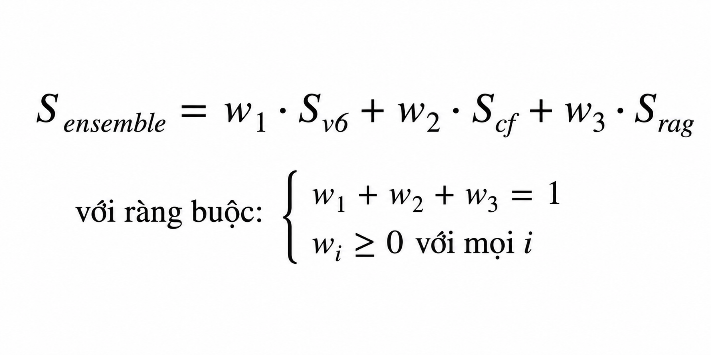 S_ensemble = w_1 · S_v6 + w_2 · S_cf + w_3 · S_rag
với ràng buộc: { w_1 + w_2 + w_3 = 1
w_i ≥ 0 với mọi i